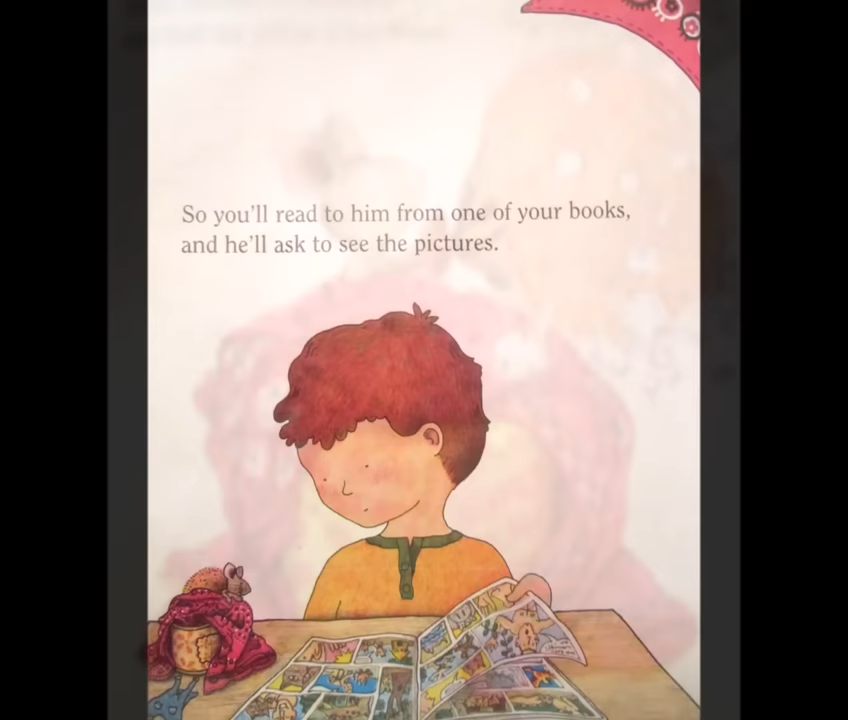 So you'll read to him from one of your books,
and he'll ask to see the pictures.